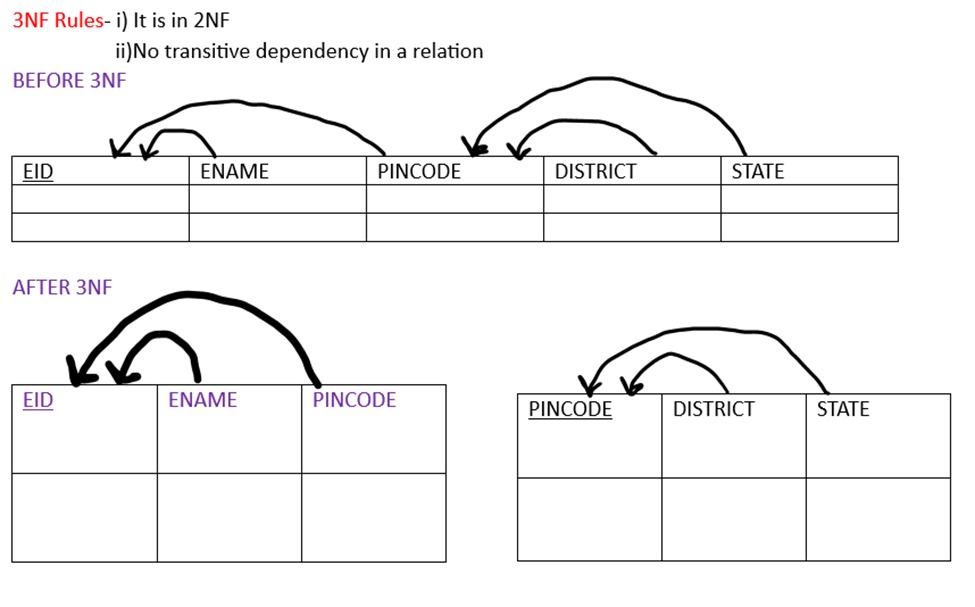 3NF Rules- i) It is in 2NF
ii)No transitive dependency in a relation
BEFORE 3NF
EID ENAME PINCODE DISTRICT STATE
AFTER 3NF
EID ENAME PINCODE
PINCODE DISTRICT STATE